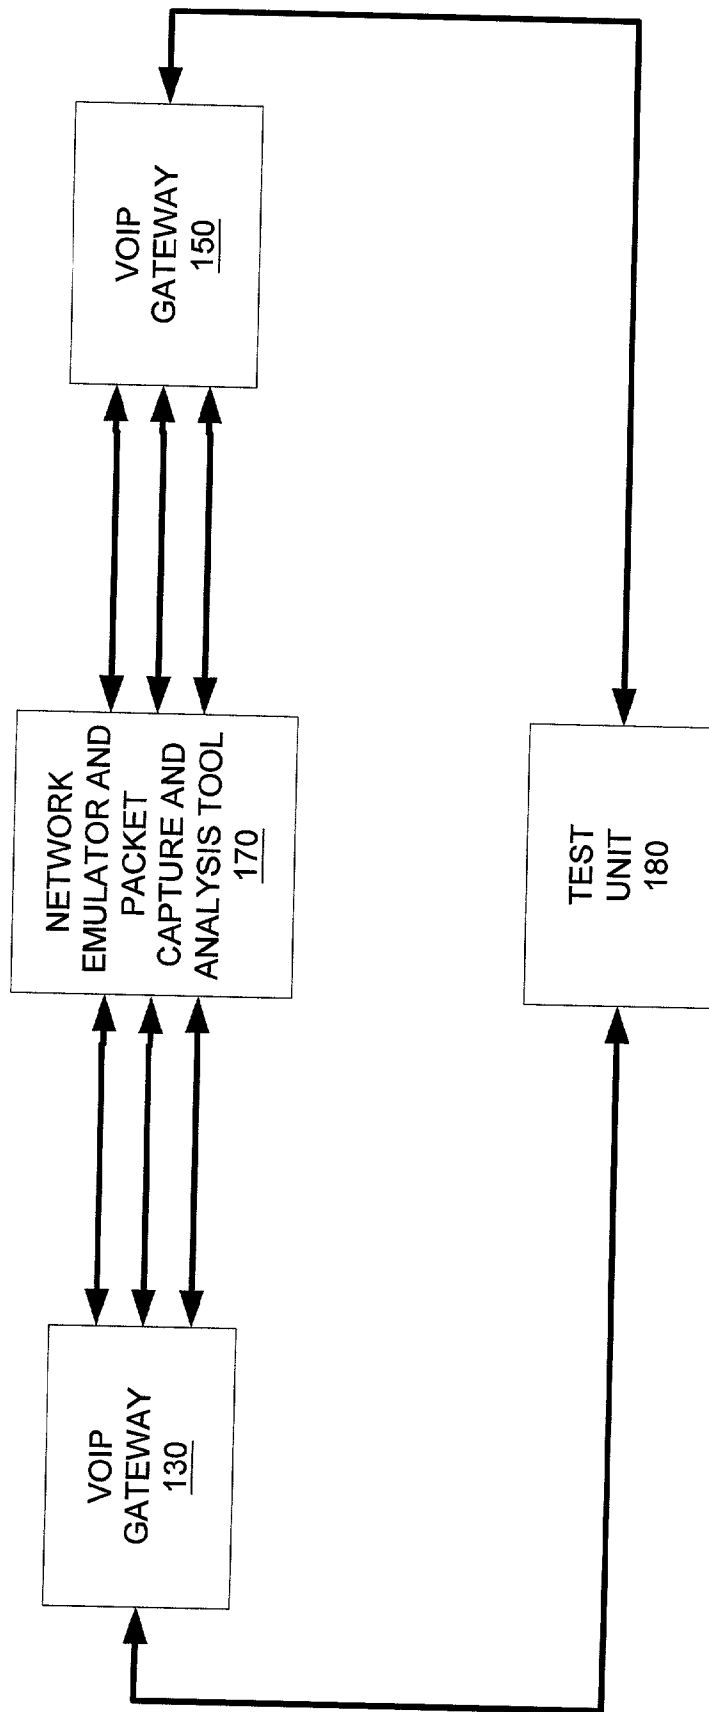 VOIP
GATEWAY
130
NETWORK
EMULATOR AND
PACKET
CAPTURE AND
ANALYSIS TOOL
170
VOIP
GATEWAY
150
TEST
UNIT
180